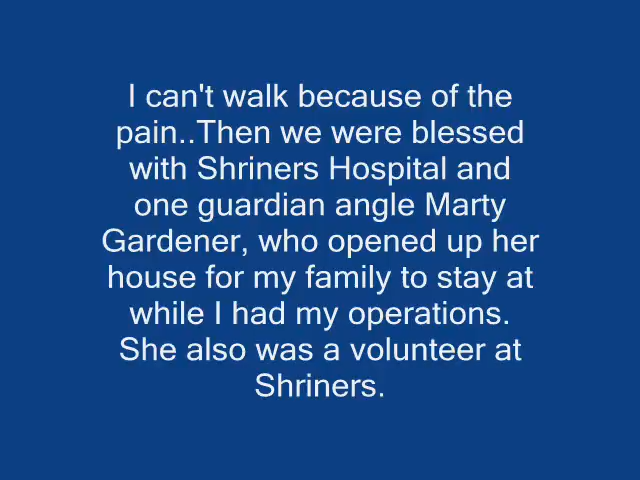 I can't walk because of the
pain..Then we were blessed
with Shriners Hospital and
one guardian angle Marty
Gardener, who opened up her
house for my family to stay at
while I had my operations.
She also was a volunteer at
Shriners.